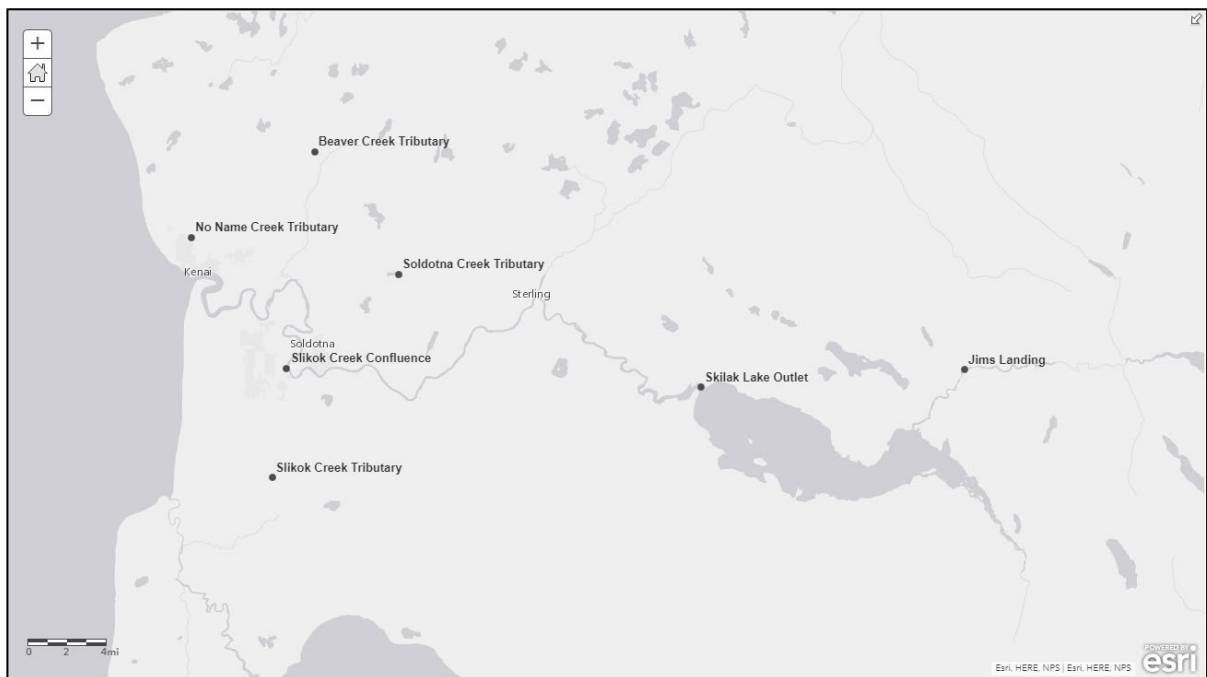 +
−
Beaver Creek Tributary
No Name Creek Tributary
Kenai
Soldotna Creek Tributary
Sterling
Soldotna
Slikok Creek Confluence
Jims Landing
Skilak Lake Outlet
Slikok Creek Tributary
0 2 4mi
POWERED BY
esri
Esri, HERE, NPS | Esri, HERE, NPS